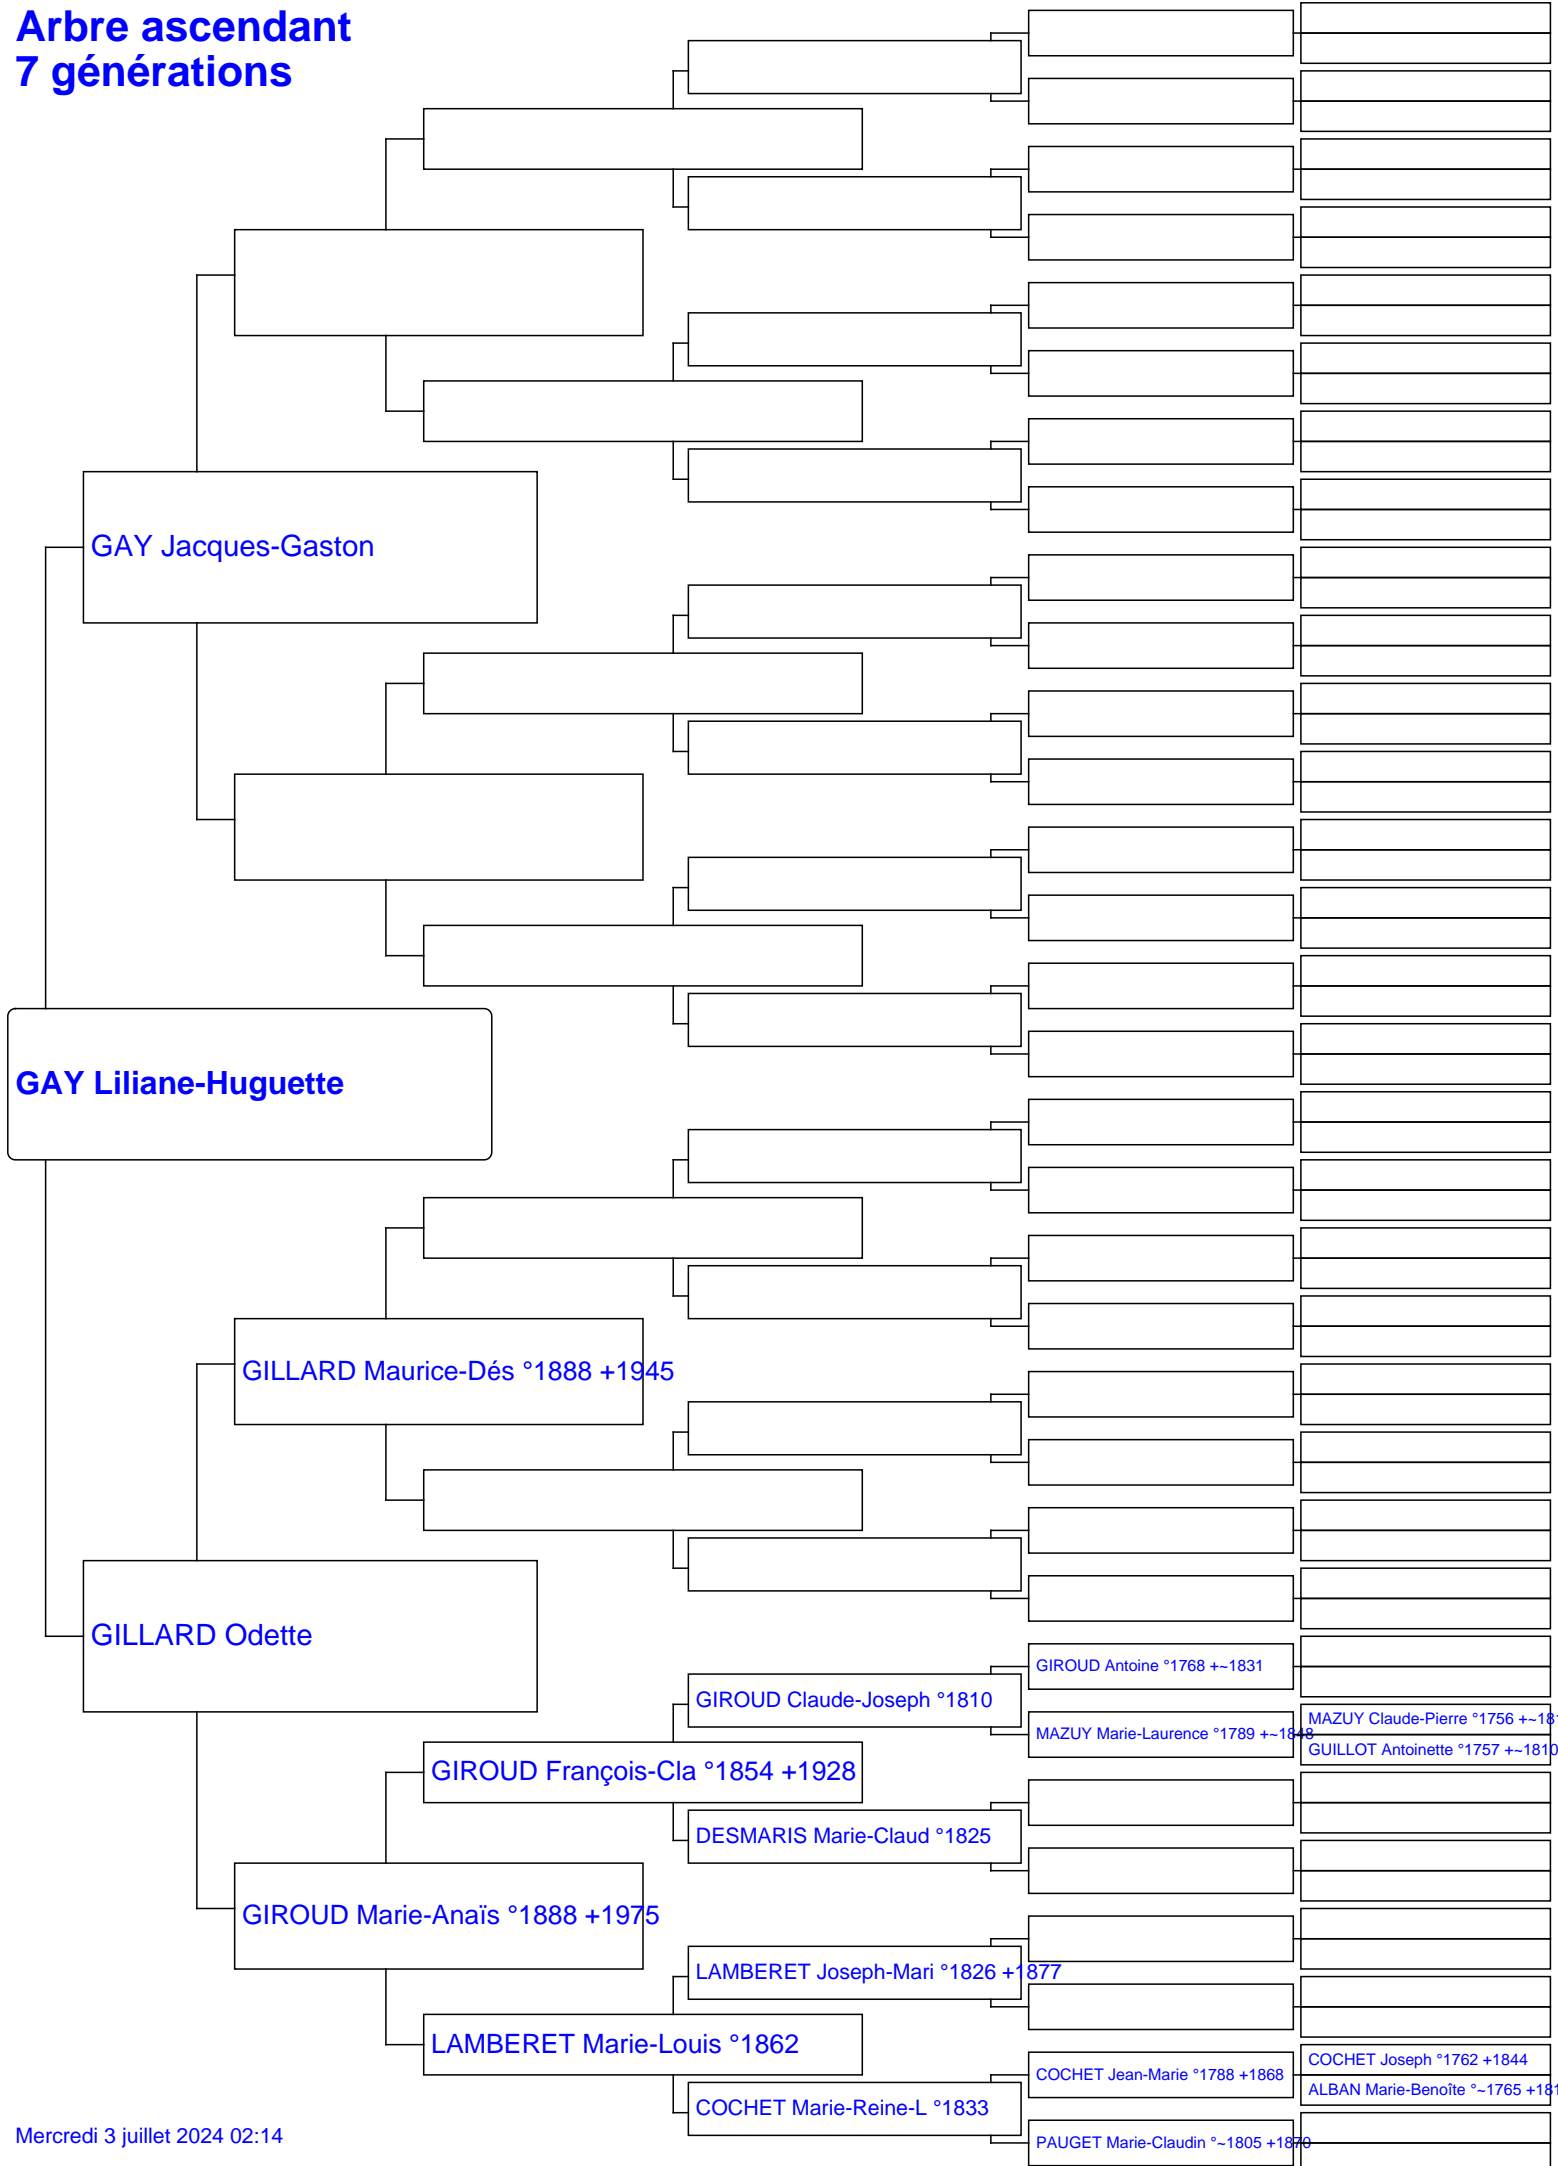 Arbre ascendant
7 générations
GAY Jacques-Gaston
GAY Liliane-Huguette
GILLARD Maurice-Dés °1888 +1945
GILLARD Odette
GIROUD Antoine °1768 +~1831
GIROUD Claude-Joseph °1810
MAZUY Claude-Pierre °1756 +~181
MAZUY Marie-Laurence °1789 +~1848
GUILLOT Antoinette °1757 +~1810
GIROUD François-Cla °1854 +1928
DESMARIS Marie-Claud °1825
GIROUD Marie-Anaïs °1888 +1975
LAMBERET Joseph-Mari °1826 +1877
LAMBERET Marie-Louis °1862
COCHET Joseph °1762 +1844
COCHET Jean-Marie °1788 +1868
ALBAN Marie-Benoîte °~1765 +181
COCHET Marie-Reine-L °1833
PAUGET Marie-Claudin °~1805 +1870
Mercredi 3 juillet 2024 02:14